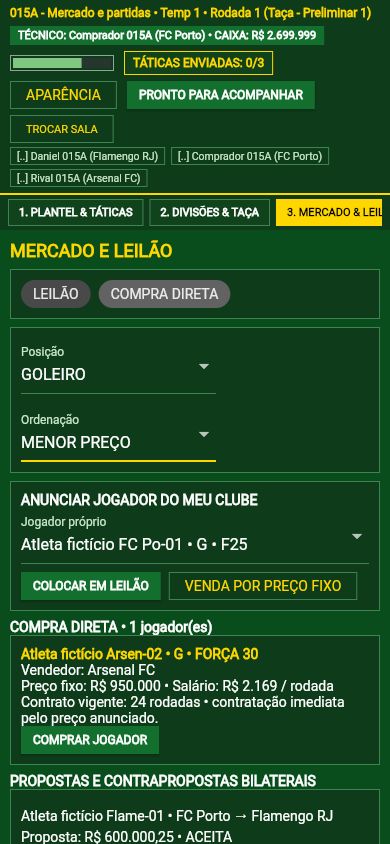 015A - Mercado e partidas • Temp 1 • Rodada 1 (Taça - Preliminar 1)
TÉCNICO: Comprador 015A (FC Porto) • CAIXA: R$ 2.699.999
TÁTICAS ENVIADAS: 0/3
APARÊNCIA
PRONTO PARA ACOMPANHAR
TROCAR SALA
[..] Daniel 015A (Flamengo RJ)
[..] Comprador 015A (FC Porto)
[..] Rival 015A (Arsenal FC)
1. PLANTEL & TÁTICAS
2. DIVISÕES & TAÇA
3. MERCADO & LEIL
MERCADO E LEILÃO
LEILÃO
COMPRA DIRETA
Posição
GOLEIRO
Ordenação
MENOR PREÇO
ANUNCIAR JOGADOR DO MEU CLUBE
Jogador próprio
Atleta fictício FC Po-01 • G • F25
COLOCAR EM LEILÃO
VENDA POR PREÇO FIXO
COMPRA DIRETA • 1 jogador(es)
Atleta fictício Arsen-02 • G • FORÇA 30
Vendedor: Arsenal FC
Preço fixo: R$ 950.000 • Salário: R$ 2.169 / rodada
Contrato vigente: 24 rodadas • contratação imediata
pelo preço anunciado.
COMPRAR JOGADOR
PROPOSTAS E CONTRAPROPOSTAS BILATERAIS
Atleta fictício Flame-01 • FC Porto → Flamengo RJ
Proposta: R$ 600.000,25 • ACEITA